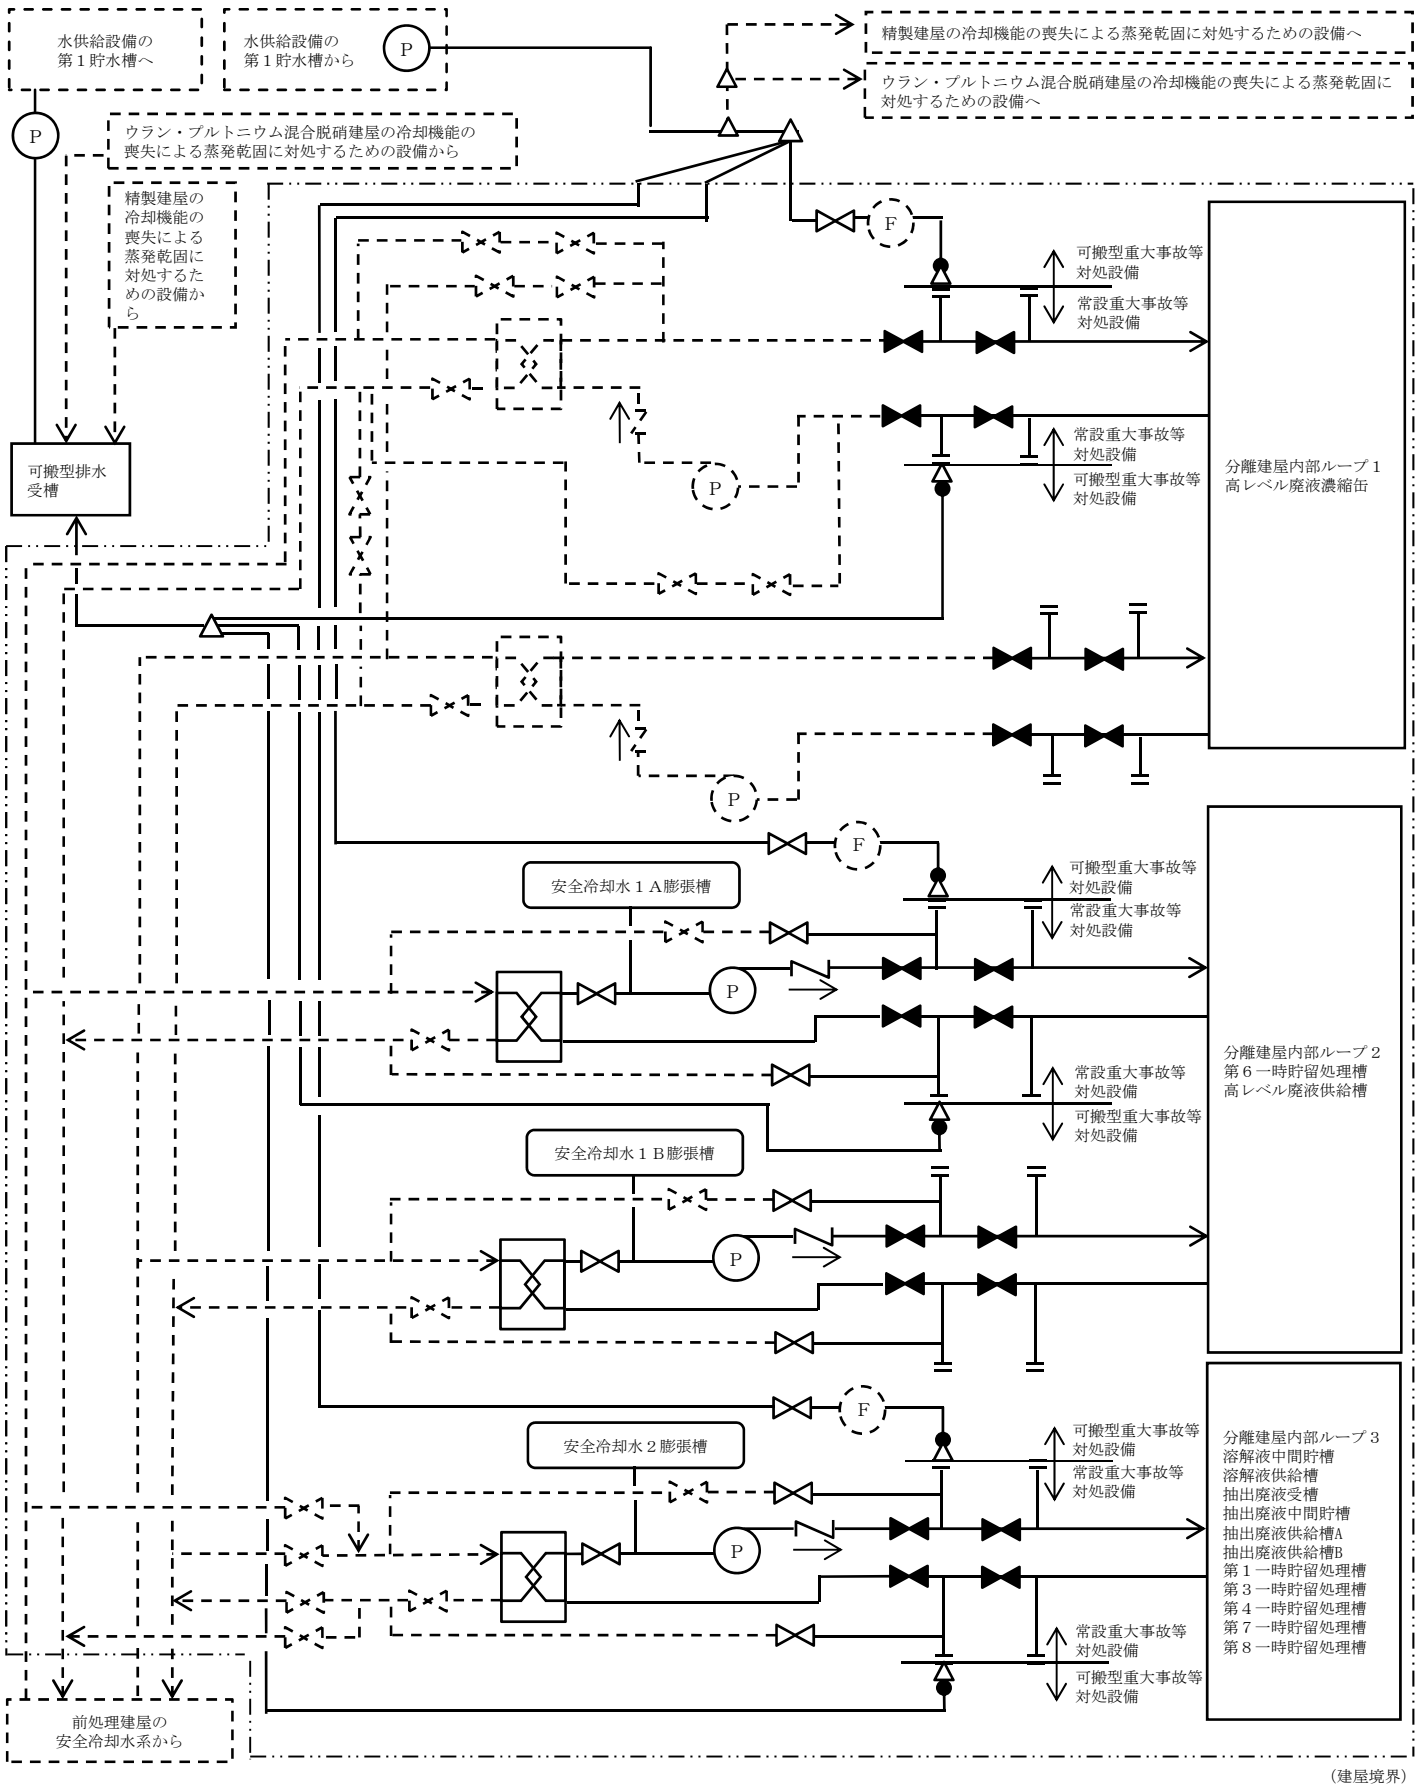 水供給設備の
第１貯水槽へ
水供給設備の
第１貯水槽から
P
精製建屋の冷却機能の喪失による蒸発乾固に対処するための設備へ
ウラン・プルトニウム混合脱硝建屋の冷却機能の喪失による蒸発乾固に
対処するための設備へ
P
ウラン・プルトニウム混合脱硝建屋の冷却機能の
喪失による蒸発乾固に対処するための設備から
精製建屋の
冷却機能の
喪失による
蒸発乾固に
対処するた
めの設備か
ら
F
可搬型重大事故等
対処設備
常設重大事故等
対処設備
可搬型排水
受槽
常設重大事故等
対処設備
可搬型重大事故等
対処設備
P
分離建屋内部ループ１
高レベル廃液濃縮缶
P
F
可搬型重大事故等
対処設備
常設重大事故等
対処設備
安全冷却水１Ａ膨張槽
P
分離建屋内部ループ２
第６一時貯留処理槽
高レベル廃液供給槽
常設重大事故等
対処設備
可搬型重大事故等
対処設備
安全冷却水１Ｂ膨張槽
P
F
可搬型重大事故等
対処設備
常設重大事故等
対処設備
安全冷却水２膨張槽
P
分離建屋内部ループ３
溶解液中間貯槽
溶解液供給槽
抽出廃液受槽
抽出廃液中間貯槽
抽出廃液供給槽A
抽出廃液供給槽B
第１一時貯留処理槽
第３一時貯留処理槽
第４一時貯留処理槽
第７一時貯留処理槽
第８一時貯留処理槽
常設重大事故等
対処設備
可搬型重大事故等
対処設備
前処理建屋の
安全冷却水系から
（建屋境界）